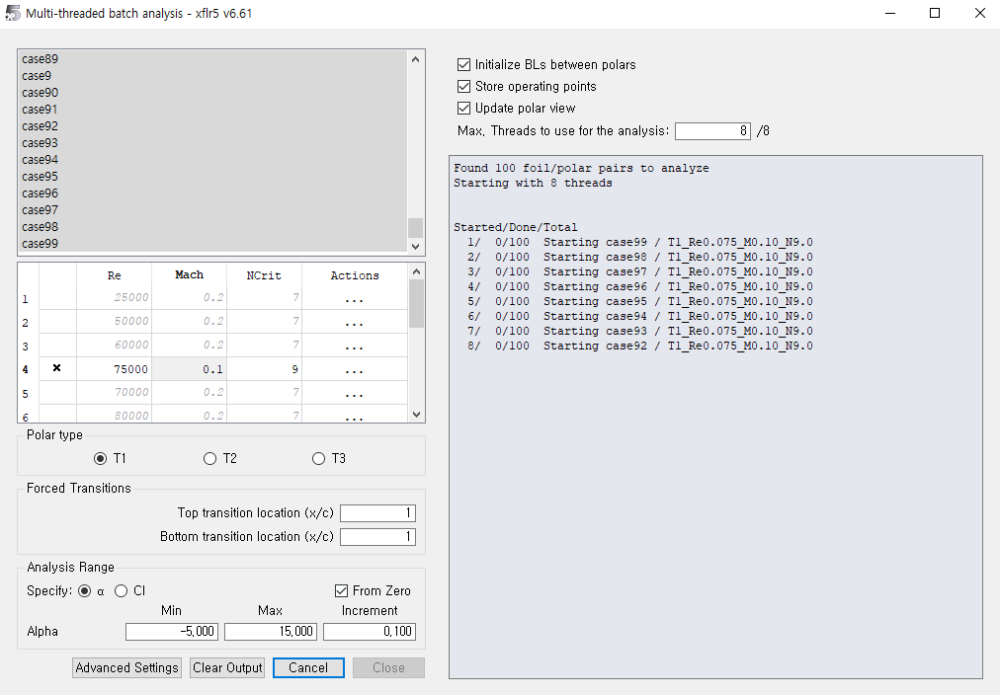 Multi-threaded batch analysis - xflr5 v6.61
case89
case9
case90
case91
case92
case93
case94
case95
case96
case97
case98
case99
Re Mach NCrit Actions
1 25000 0.2 7 ...
2 50000 0.2 7 ...
3 60000 0.2 7 ...
4 × 75000 0.1 9 ...
5 70000 0.2 7 ...
6 80000 0.2 7 ...
Polar type
T1 T2 T3
Forced Transitions
Top transition location (x/c) 1
Bottom transition location (x/c) 1
Analysis Range
Specify: α Cl From Zero
Min Max Increment
Alpha -5,000 15,000 0,100
Advanced Settings Clear Output Cancel Close
Initialize BLs between polars
Store operating points
Update polar view
Max. Threads to use for the analysis: 8 /8
Found 100 foil/polar pairs to analyze
Starting with 8 threads
Started/Done/Total
1/ 0/100 Starting case99 / T1_Re0.075_M0.10_N9.0
2/ 0/100 Starting case98 / T1_Re0.075_M0.10_N9.0
3/ 0/100 Starting case97 / T1_Re0.075_M0.10_N9.0
4/ 0/100 Starting case96 / T1_Re0.075_M0.10_N9.0
5/ 0/100 Starting case95 / T1_Re0.075_M0.10_N9.0
6/ 0/100 Starting case94 / T1_Re0.075_M0.10_N9.0
7/ 0/100 Starting case93 / T1_Re0.075_M0.10_N9.0
8/ 0/100 Starting case92 / T1_Re0.075_M0.10_N9.0